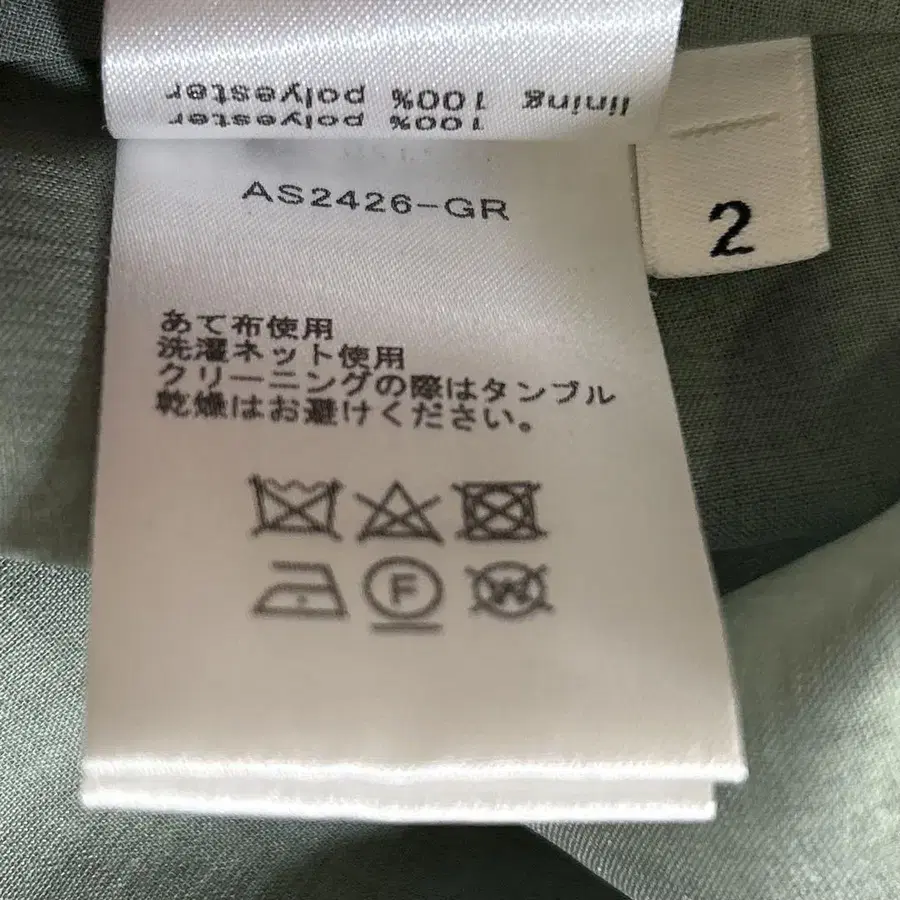 lining 100% polyester
100% polyester
AS2426-GR
2
あて布使用
洗濯ネット使用
クリーニングの際はタンブル
乾燥はお避けください。
F
W